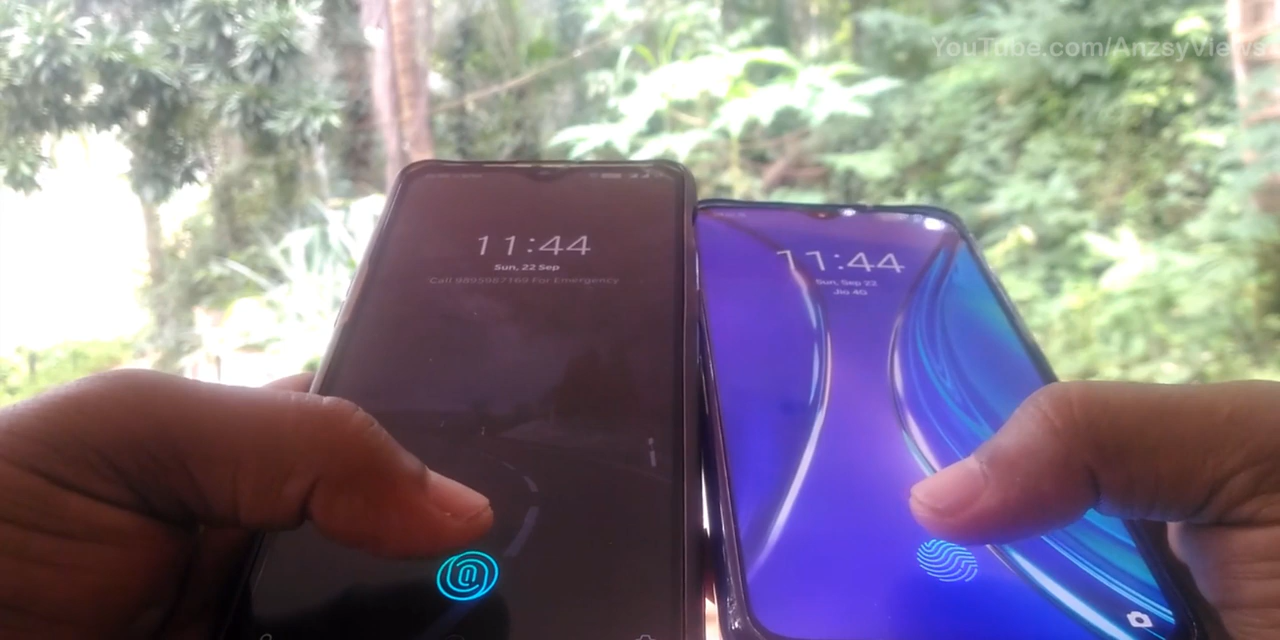 YouTube.com/AnzsyViews
11:44
Sun, 22 Sep
Call 9895987169 For Emergency
11:44
Sun, Sep 22
Jio 4G